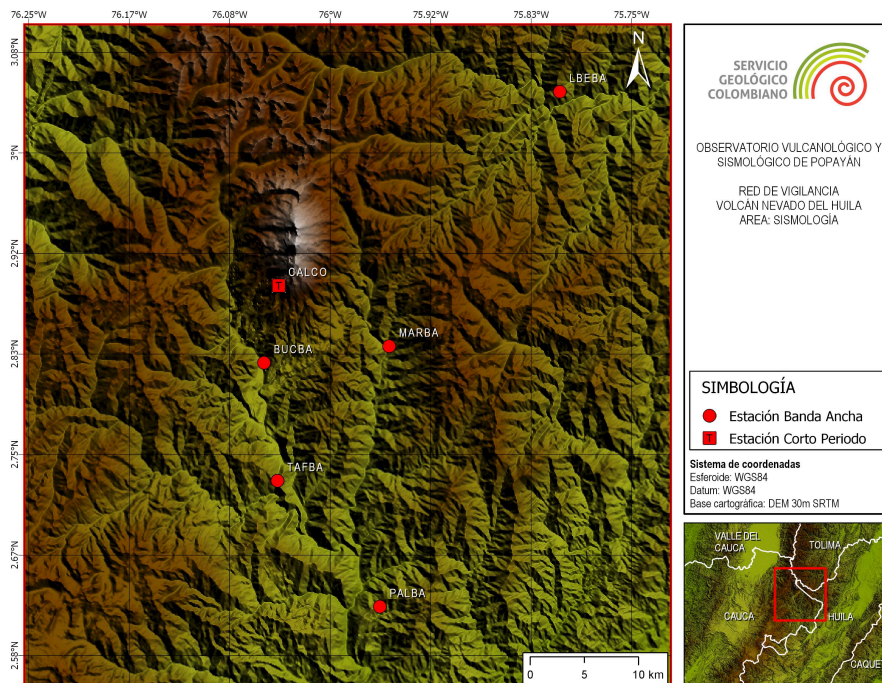 76.25°W
76.17°W
76.08°W
76°W
75.92°W
75.83°W
75.75°W
3.08°N
3°N
2.92°N
2.83°N
2.75°N
2.67°N
2.58°N
N
LBEBA
CALCO
T
MARBA
BUCBA
TAFBA
PALBA
0 5 10 km
SERVICIO
GEOLÓGICO
COLOMBIANO
OBSERVATORIO VULCANOLÓGICO Y
SISMOLÓGICO DE POPAYÁN
RED DE VIGILANCIA
VOLCÁN NEVADO DEL HUILA
AREA: SISMOLOGÍA
SIMBOLOGÍA
Estación Banda Ancha
T Estación Corto Periodo
Sistema de coordenadas
Esferoide: WGS84
Datum: WGS84
Base cartográfica: DEM 30m SRTM
VALLE DEL
CAUCA
TOLIMA
CAUCA
HUILA
CAQUE